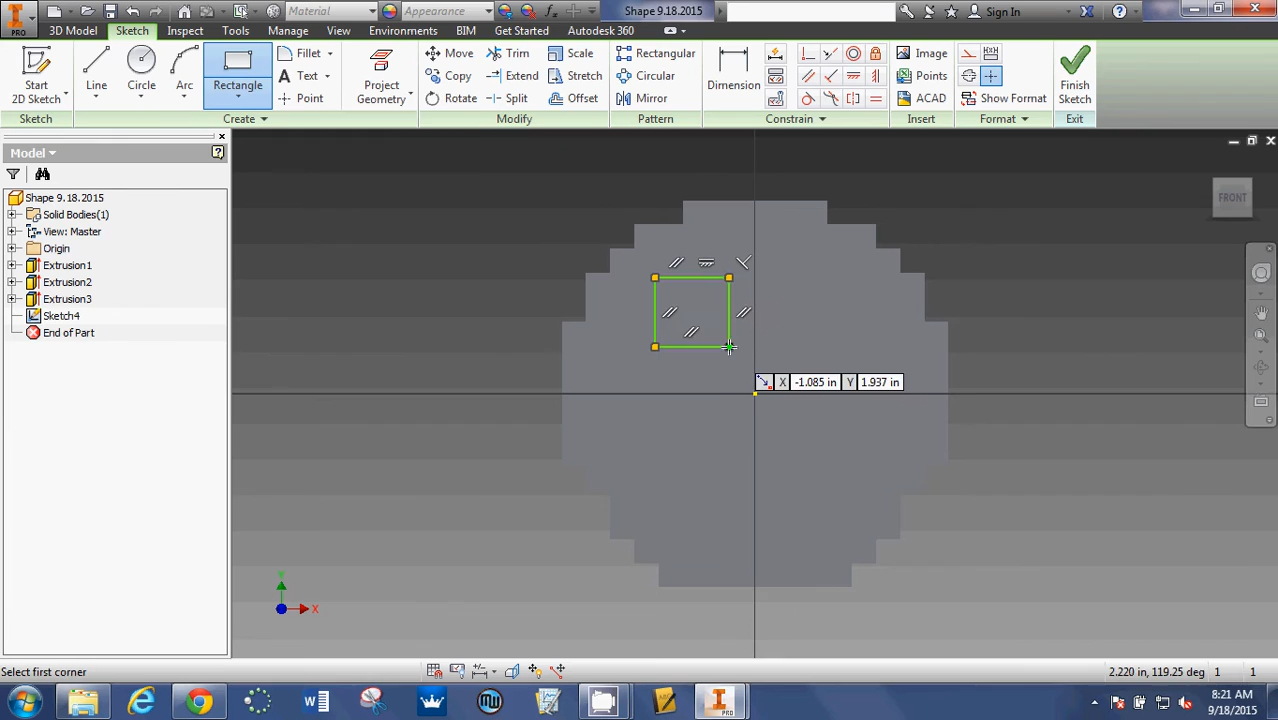 PRO
Material
Appearance
Shape 9.18.2015
Sign In
3D Model
Sketch
Inspect
Tools
Manage
View
Environments
BIM
Get Started
Autodesk 360
Start
2D Sketch
Line
Circle
Arc
Rectangle
Fillet
Text
Point
Project
Geometry
Move
Copy
Rotate
Trim
Extend
Split
Scale
Stretch
Offset
Rectangular
Circular
Mirror
Dimension
Image
Points
ACAD
Show Format
Finish
Sketch
Sketch
Create
Modify
Pattern
Constrain
Insert
Format
Exit
Model
Shape 9.18.2015
Solid Bodies(1)
View: Master
Origin
Extrusion1
Extrusion2
Extrusion3
Sketch4
End of Part
FRONT
X -1.085 in Y 1.937 in
Y
X
Select first corner
2.220 in, 119.25 deg 1 1
8:21 AM
9/18/2015